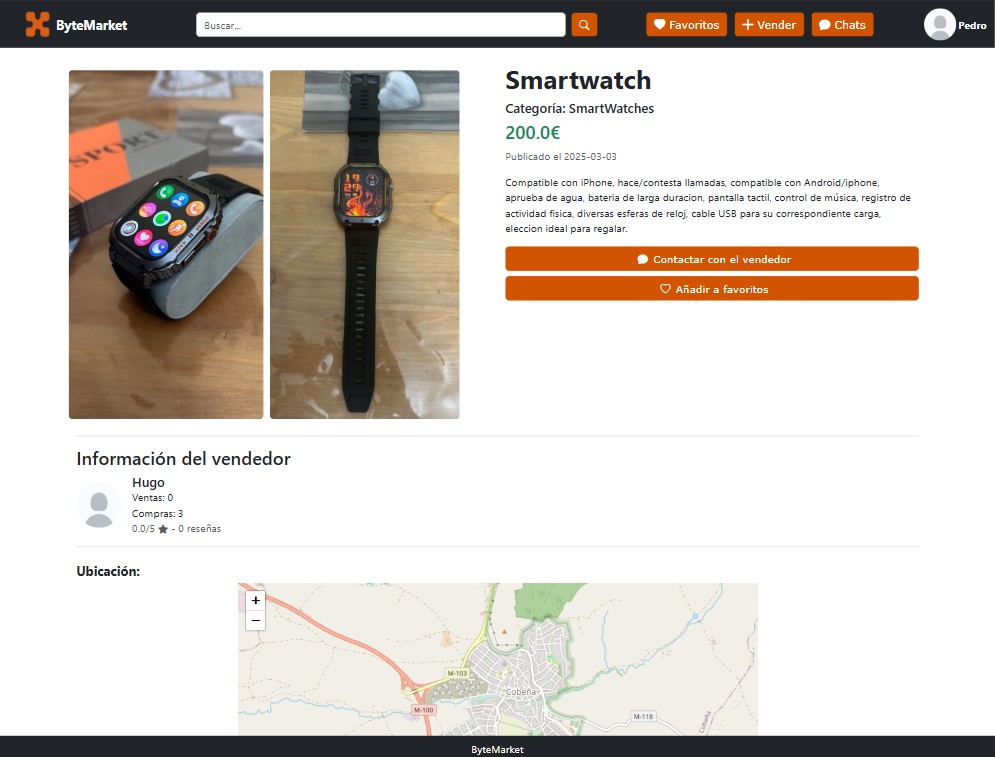 ByteMarket
Buscar...
Favoritos
Vender
Chats
Pedro
SPORT
19
29
Smartwatch
Categoría: SmartWatches
200.0€
Publicado el 2025-03-03
Compatible con iPhone, hace/contesta llamadas, compatible con Android/iphone,
aprueba de agua, bateria de larga duracion, pantalla tactil, control de música, registro de
actividad fisica, diversas esferas de reloj, cable USB para su correspondiente carga,
eleccion ideal para regalar.
Contactar con el vendedor
Añadir a favoritos
Información del vendedor
Hugo
Ventas: 0
Compras: 3
0.0/5 ★ - 0 reseñas
Ubicación:
+
−
M-103
Cobeña
M-100
M-118
Cobeña
ByteMarket